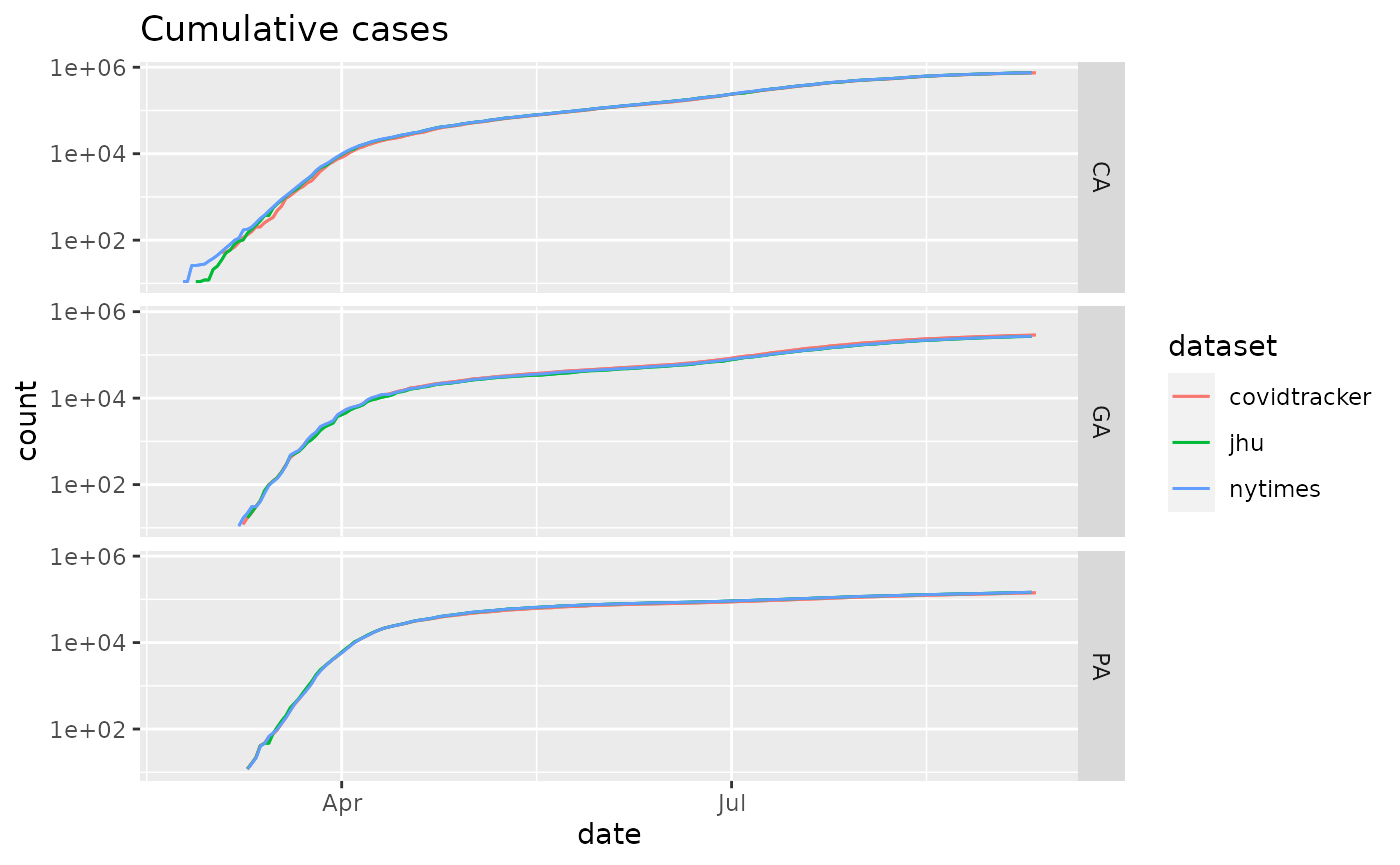 Cumulative cases
1e+06
1e+04
1e+02
CA
1e+06
1e+04
1e+02
GA
1e+06
1e+04
1e+02
PA
count
Apr
Jul
date
dataset
covidtracker
jhu
nytimes